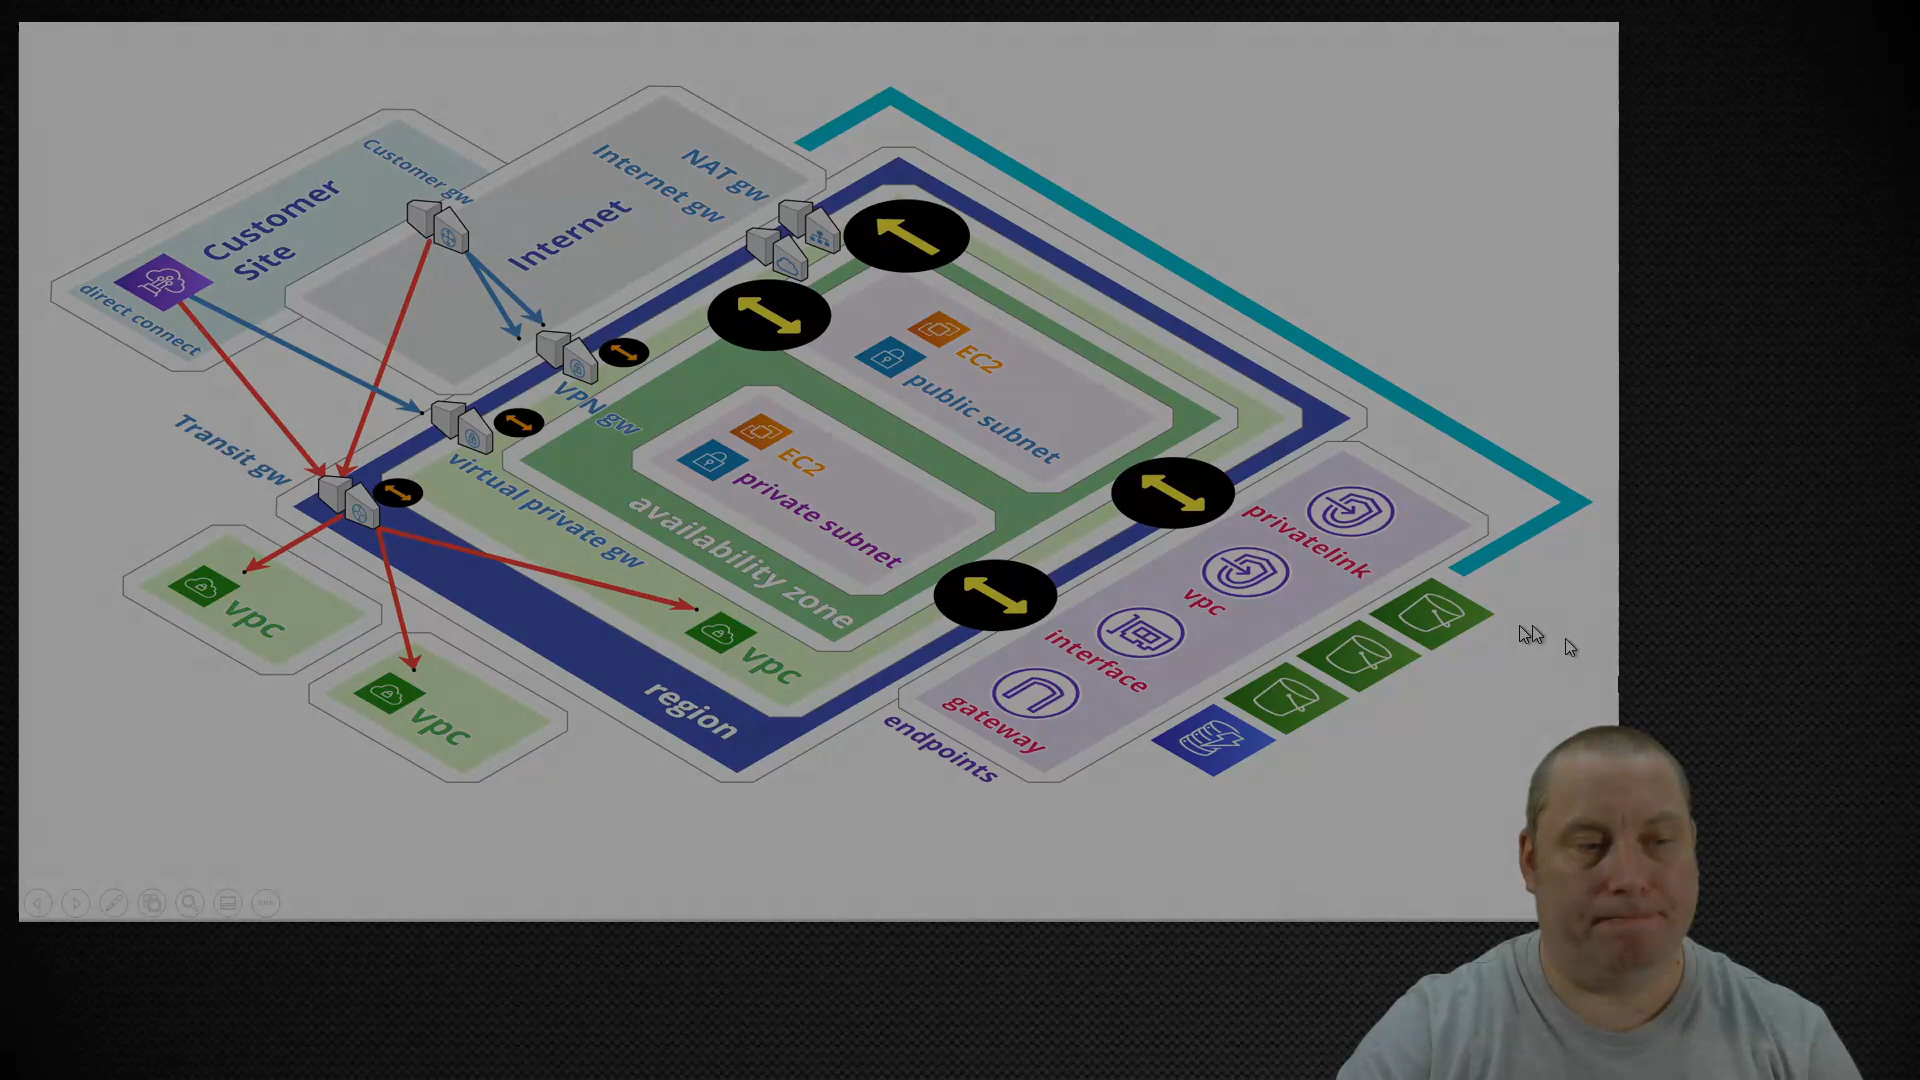 Customer gw
Customer
Site
direct connect
NAT gw
Internet gw
Internet
VPN gw
virtual private gw
Transit gw
EC2
public subnet
EC2
private subnet
availability zone
vpc
region
vpc
vpc
privatelink
vpc
interface
gateway
endpoints